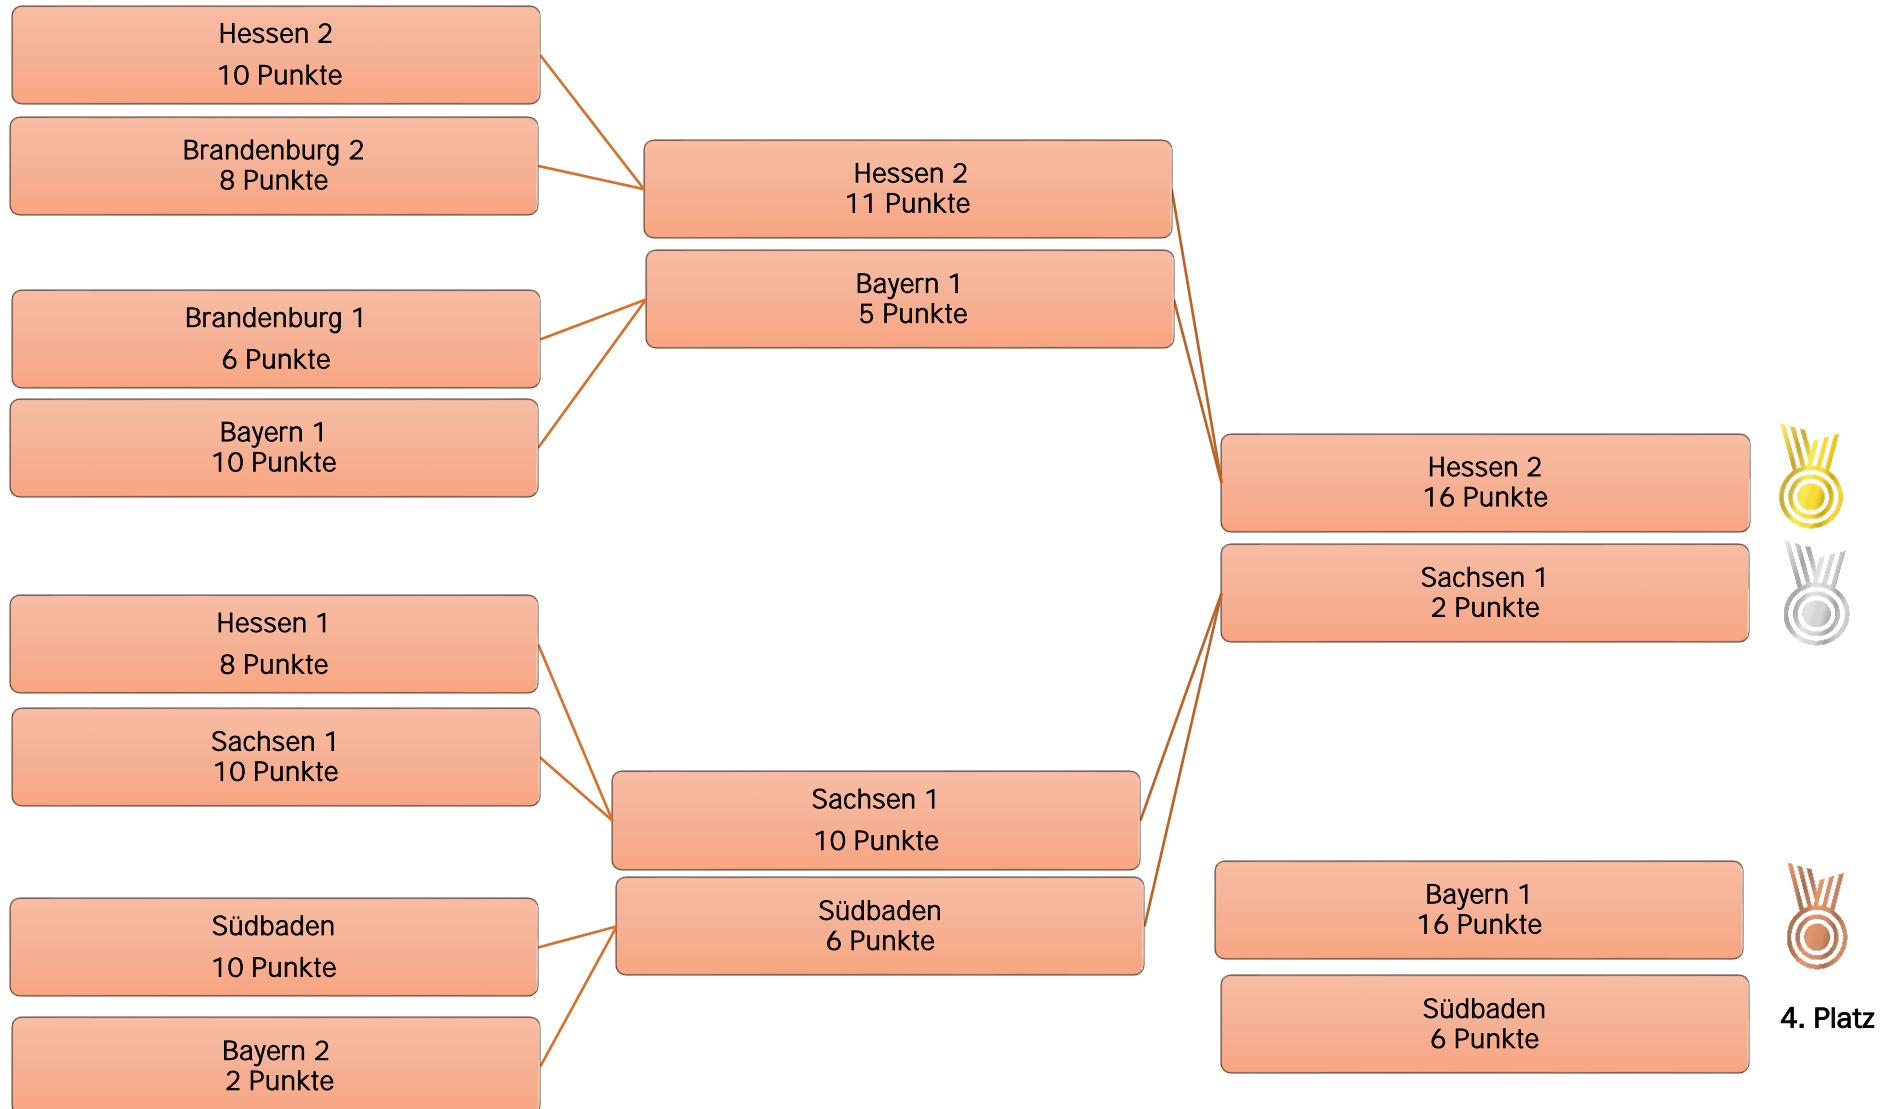 Hessen 2
10 Punkte
Brandenburg 2
8 Punkte
Brandenburg 1
6 Punkte
Bayern 1
10 Punkte
Hessen 1
8 Punkte
Sachsen 1
10 Punkte
Südbaden
10 Punkte
Bayern 2
2 Punkte
Hessen 2
11 Punkte
Bayern 1
5 Punkte
Sachsen 1
10 Punkte
Südbaden
6 Punkte
Hessen 2
16 Punkte
Sachsen 1
2 Punkte
Bayern 1
16 Punkte
Südbaden
6 Punkte
4. Platz